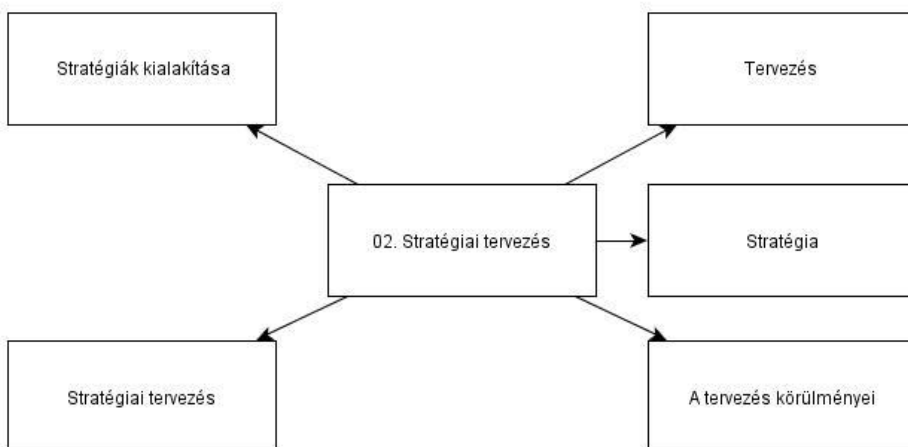 Stratégiák kialakítása
Tervezés
02. Stratégiai tervezés
Stratégia
Stratégiai tervezés
A tervezés körülményei